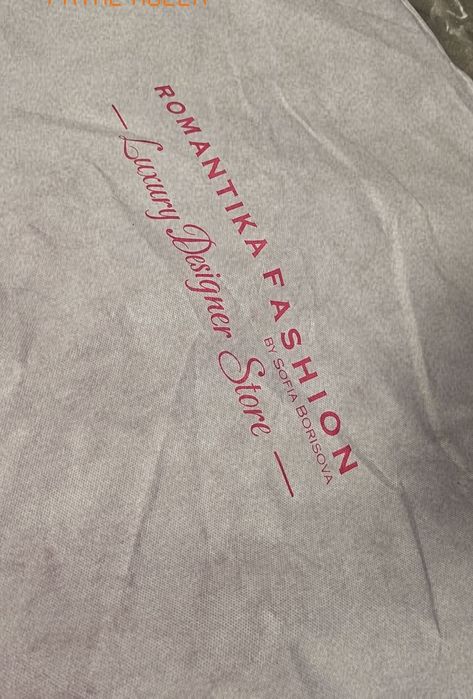 ROMANTIKA FASHION
BY SOFIA BORISOVA
— Luxury Designer Store —